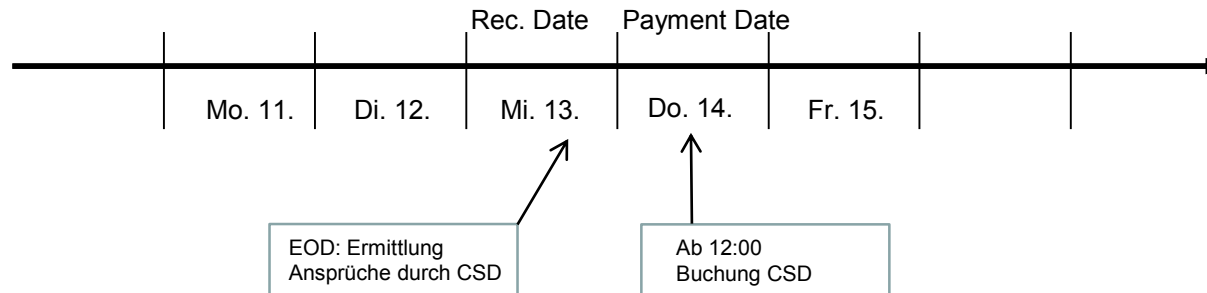 Rec. Date Payment Date
Mo. 11. Di. 12. Mi. 13. Do. 14. Fr. 15.
EOD: Ermittlung
Ansprüche durch CSD
Ab 12:00
Buchung CSD